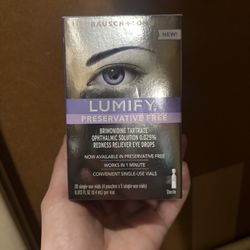 BAUSCH + LOMB
NEW!
LUMIFY
PRESERVATIVE FREE
BRIMONIDINE TARTRATE
OPHTHALMIC SOLUTION 0.025%
REDNESS RELIEVER EYE DROPS
NOW AVAILABLE IN PRESERVATIVE FREE
WORKS IN 1 MINUTE
CONVENIENT SINGLE-USE VIALS
Sterile